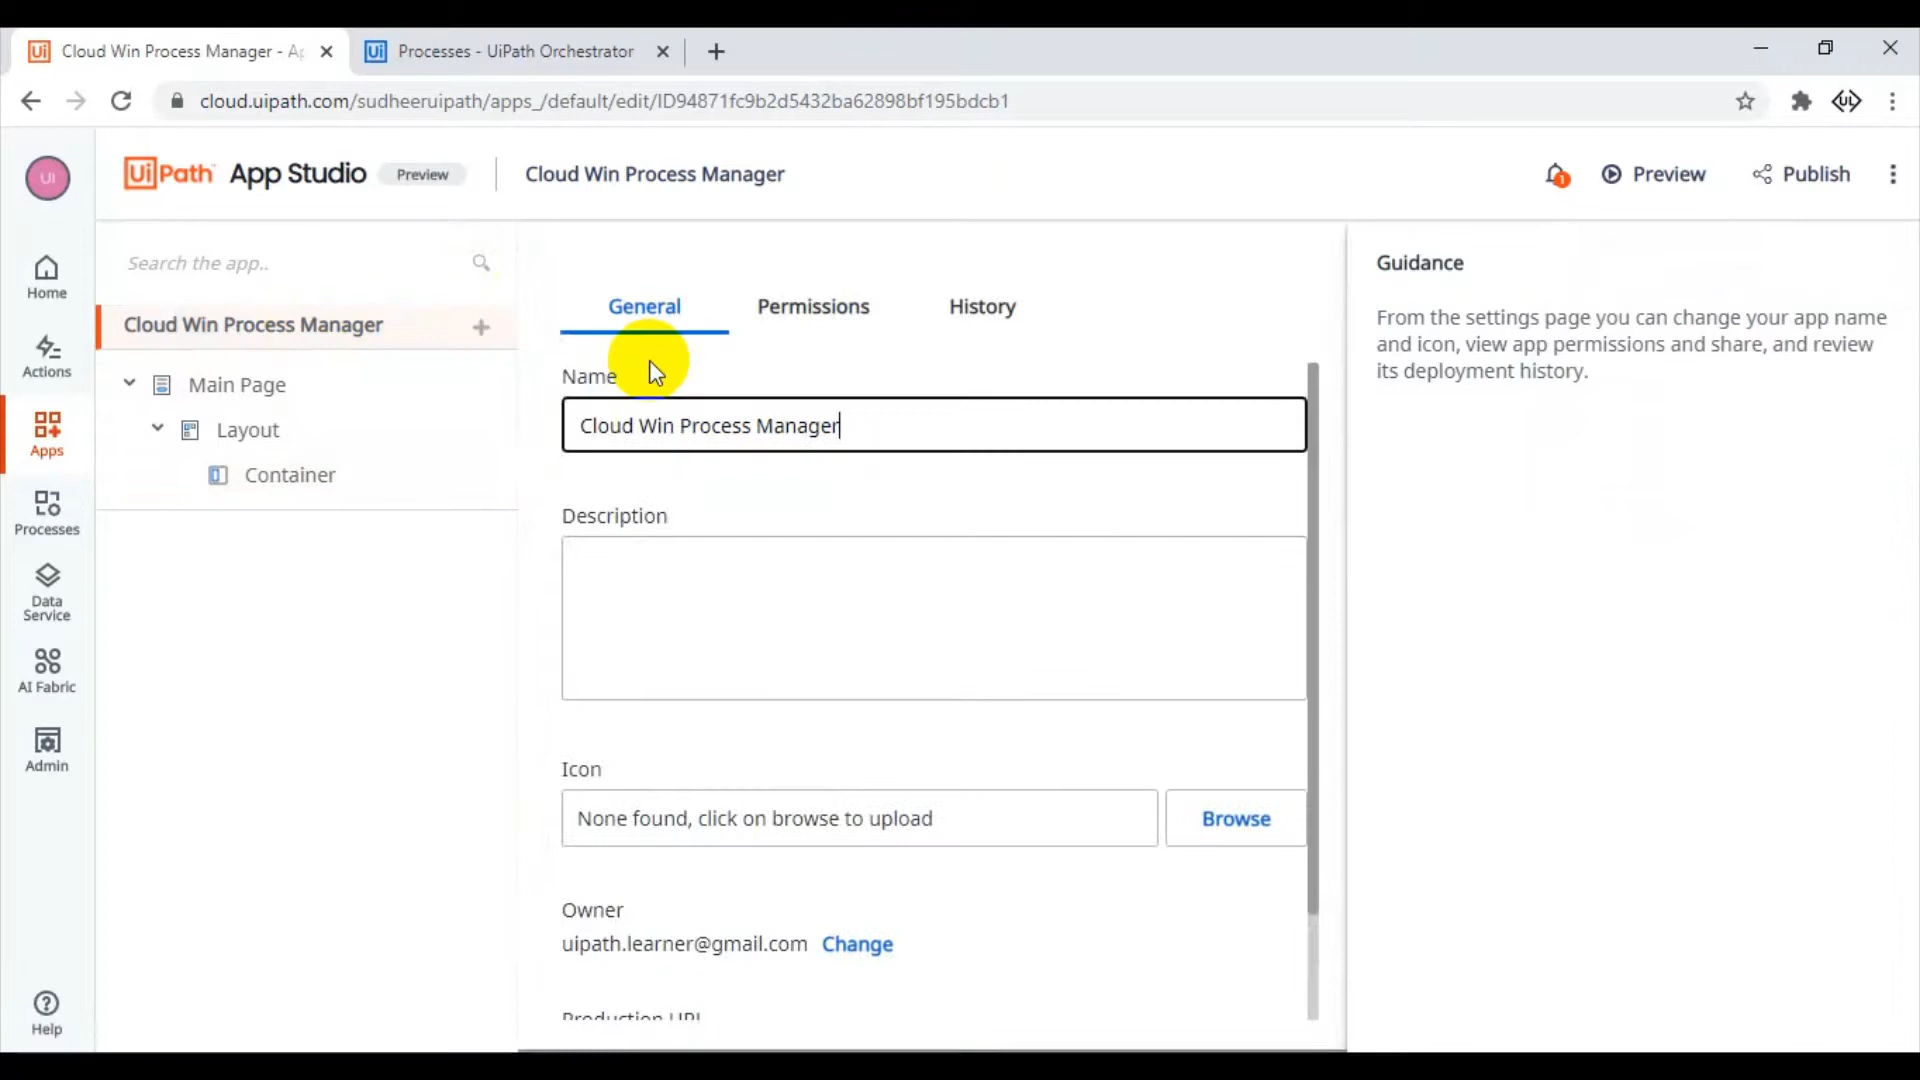 Cloud Win Process Manager - Ap
Processes - UiPath Orchestrator
cloud.uipath.com/sudheeruipath/apps_/default/edit/ID94871fc9b2d5432ba62898bf195bdcb1
UI
UiPath App Studio Preview
Cloud Win Process Manager
1
Preview
Publish
Home
Actions
Apps
Processes
Data
Service
AI Fabric
Admin
Help
Search the app..
Cloud Win Process Manager
Main Page
Layout
Container
General Permissions History
Name
Cloud Win Process Manager
Description
Icon
None found, click on browse to upload
Browse
Owner
uipath.learner@gmail.com Change
Production URL
Guidance
From the settings page you can change your app name
and icon, view app permissions and share, and review
its deployment history.